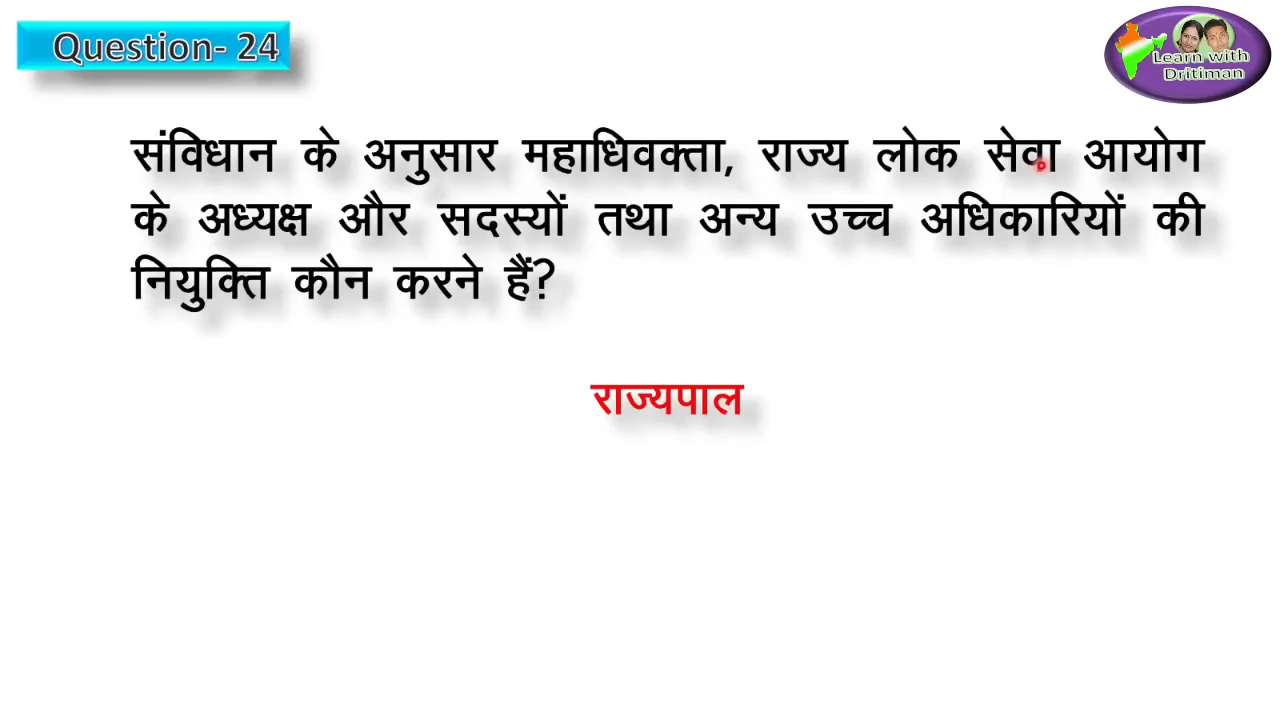 Question- 24
Learn with
Dritiman
संविधान के अनुसार महाधिवक्ता, राज्य लोक सेवा आयोग
के अध्यक्ष और सदस्यों तथा अन्य उच्च अधिकारियों की
नियुक्ति कौन करने हैं?
राज्यपाल